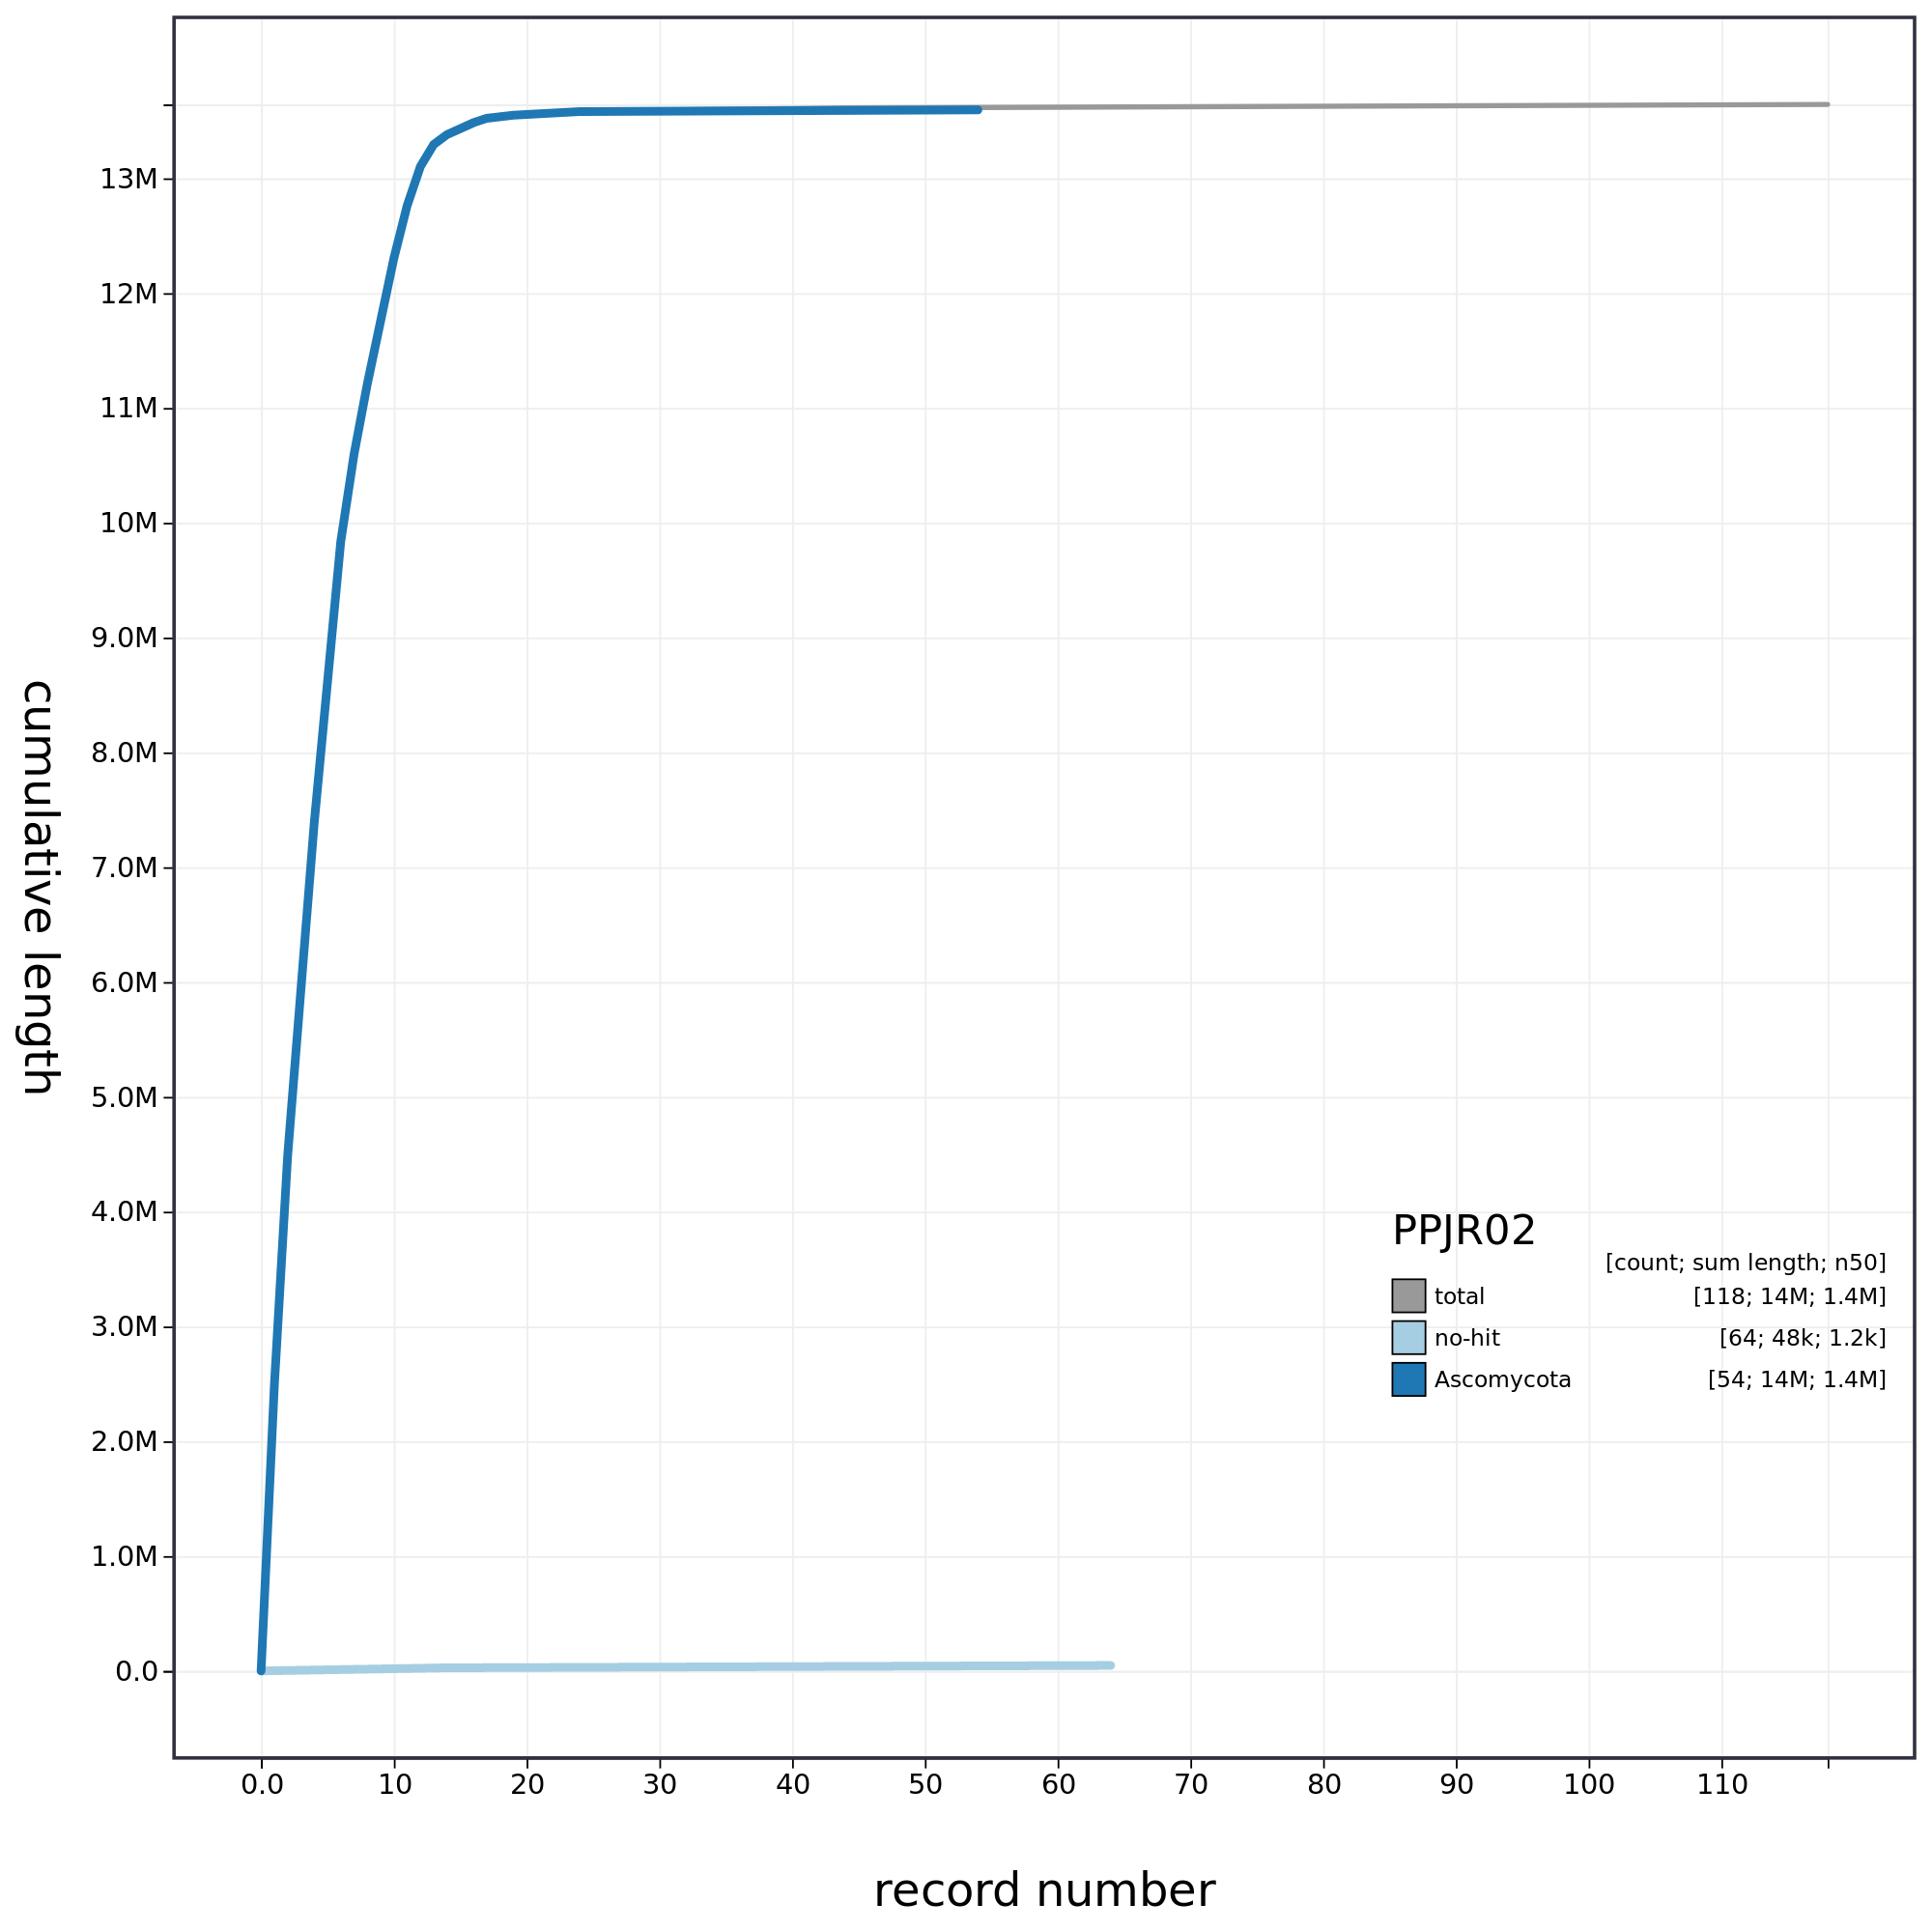 13M
12M
11M
10M
9.0M
8.0M
7.0M
6.0M
5.0M
4.0M
3.0M
2.0M
1.0M
0.0
cumulative length
PPJR02
[count; sum length; n50]
total [118; 14M; 1.4M]
no-hit [64; 48k; 1.2k]
Ascomycota [54; 14M; 1.4M]
0.0 10 20 30 40 50 60 70 80 90 100 110
record number